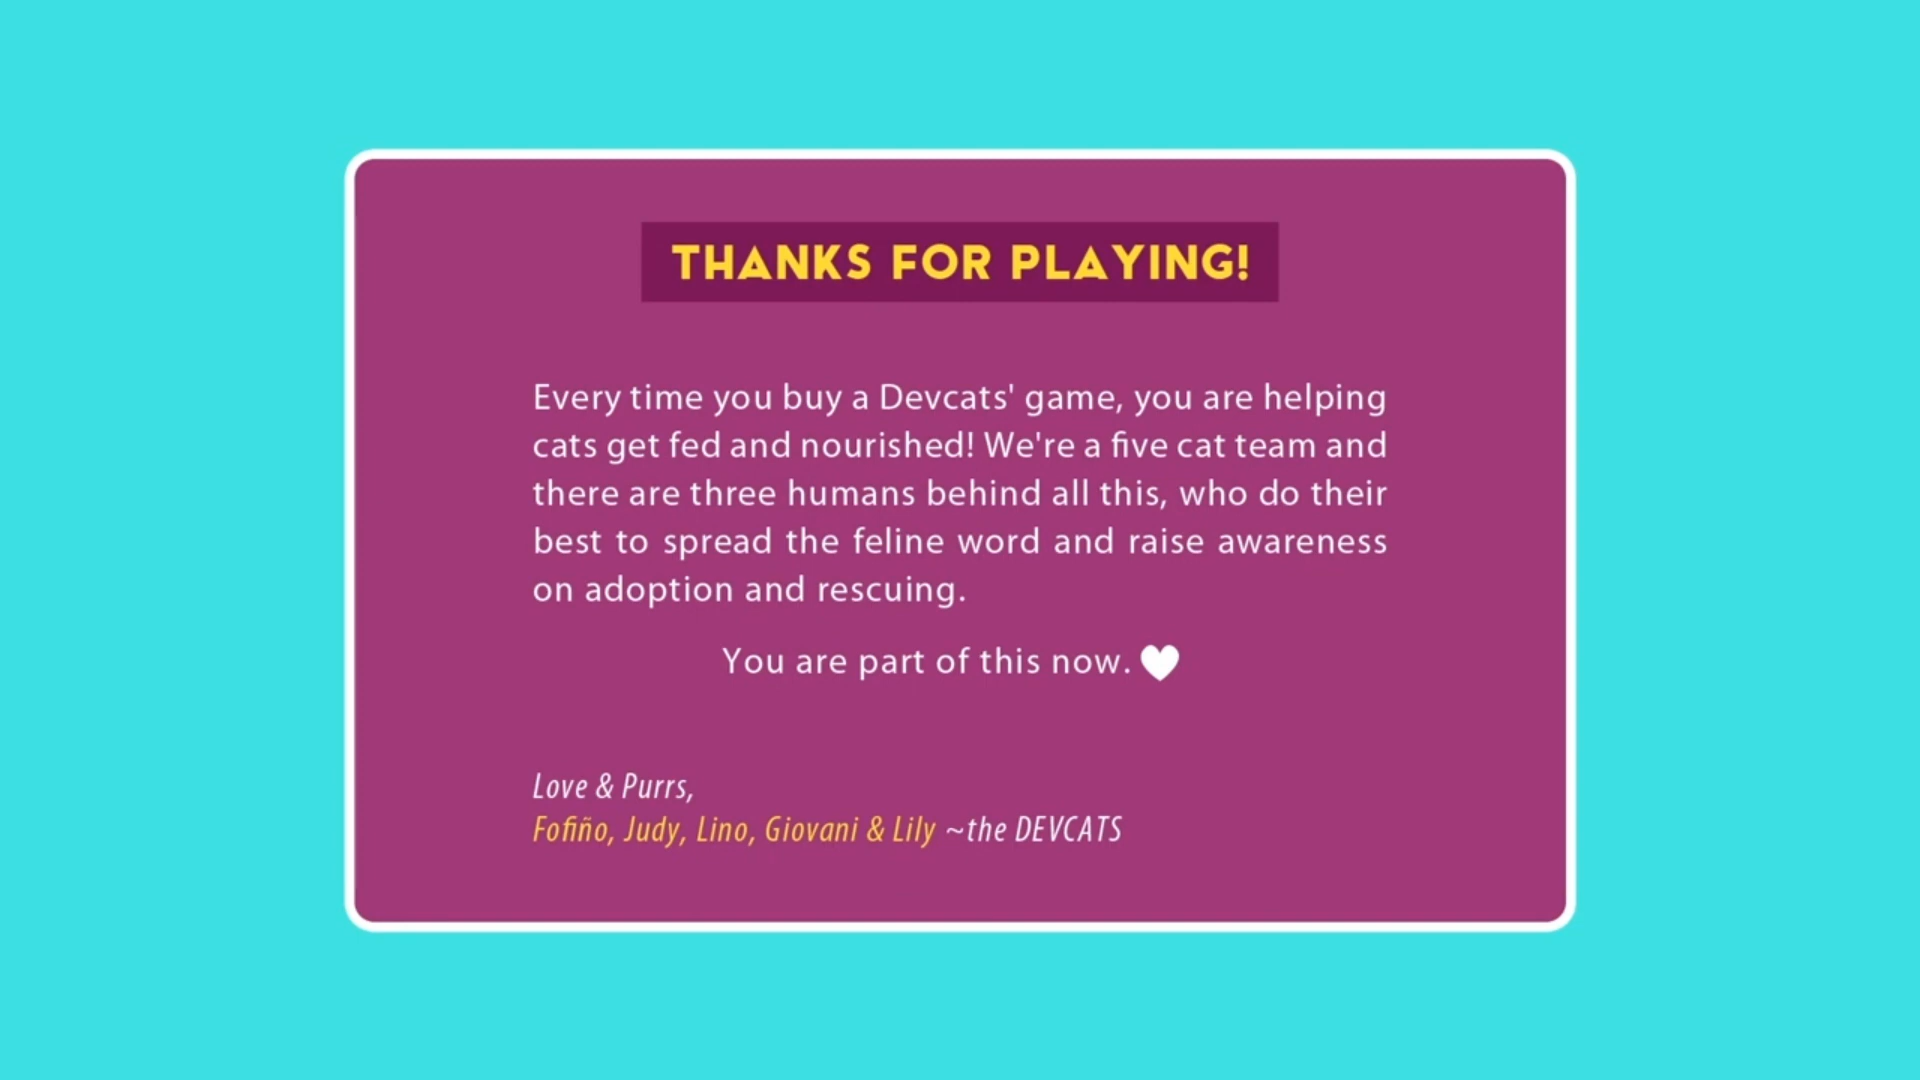 THANKS FOR PLAYING!
Every time you buy a Devcats' game, you are helping
cats get fed and nourished! We're a five cat team and
there are three humans behind all this, who do their
best to spread the feline word and raise awareness
on adoption and rescuing.
You are part of this now.
Love & Purrs,
Fofiño, Judy, Lino, Giovani & Lily ~the DEVCATS